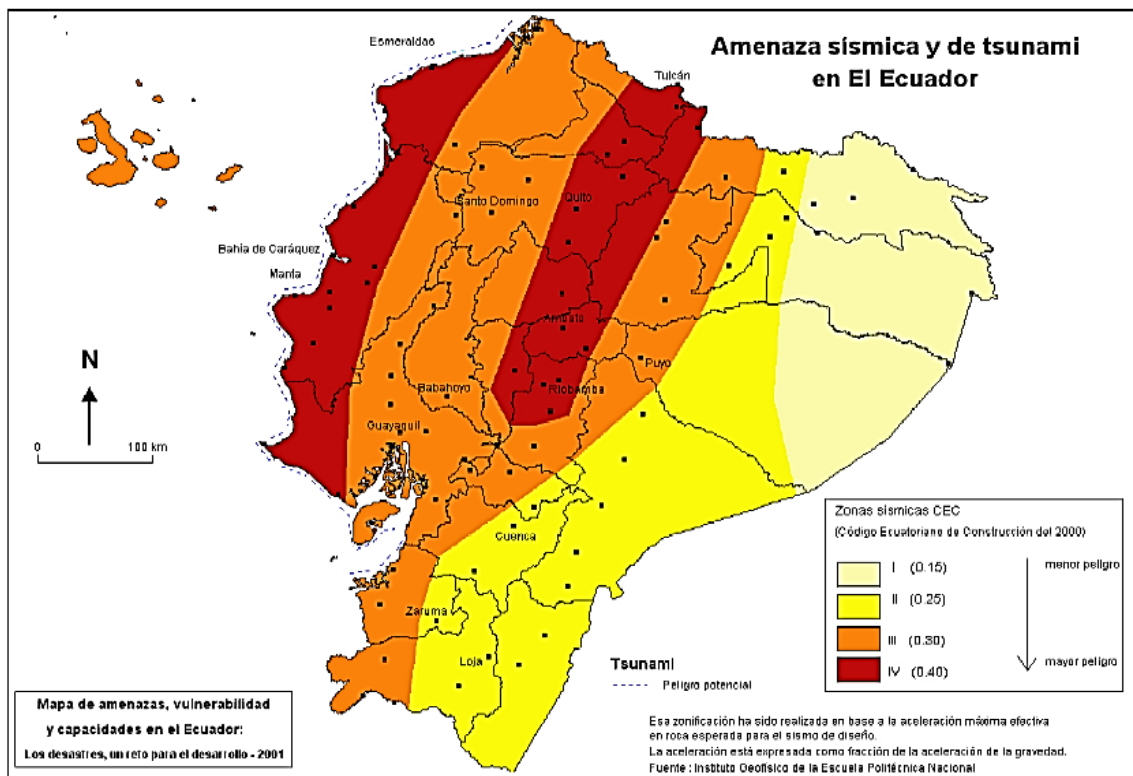 Amenaza sísmica y de tsunami
en El Ecuador
Esmeraldas
Tulcán
Santo Domingo
Quito
Bahía de Caráquez
Manta
Ambato
Puyo
Riobamba
Babahoyo
Guayaquil
N
0 100 km
Cuenca
Zaruma
Loja
Zonas sísmicas CEC
(Código Ecuatoriano de Construcción del 2000)
I (0.15)
II (0.25)
III (0.30)
IV (0.40)
menor peligro
mayor peligro
Tsunami
Peligro potencial
Mapa de amenazas, vulnerabilidad
y capacidades en el Ecuador:
Los desastres, un reto para el desarrollo - 2001
Esa zonificación ha sido realizada en base a la aceleración máxima efectiva
en roca esperada para el sismo de diseño.
La aceleración está expresada como fracción de la aceleración de la gravedad.
Fuente : Instituto Geofísico de la Escuela Politécnica Nacional